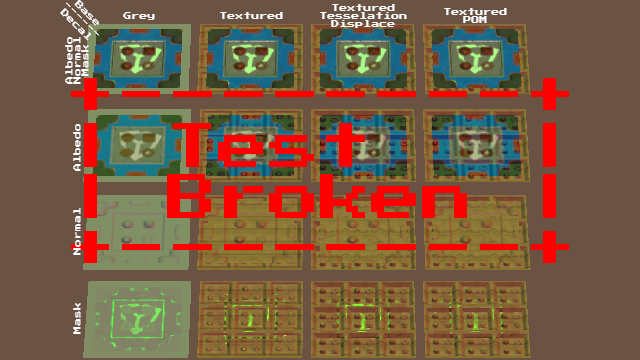 Base
Decal
Grey
Textured
Textured
Tesselation
Displace
Textured
POM
Albedo
Normal
Mask
Albedo
Test
Broken
Normal
Mask